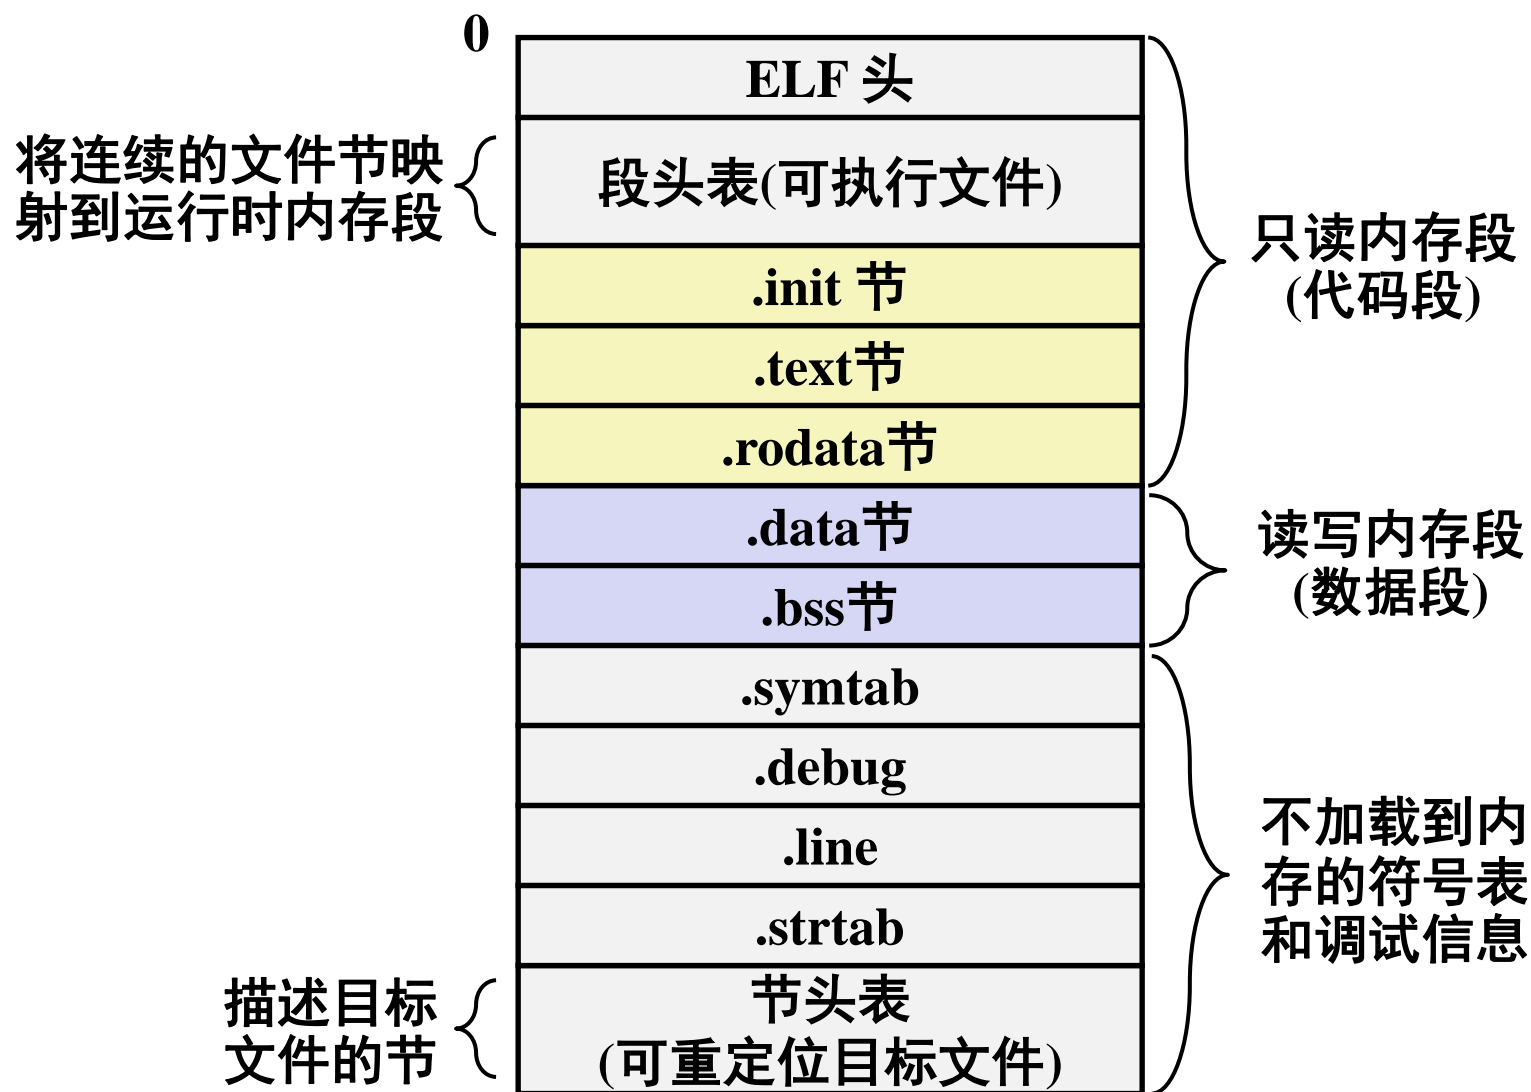 0
ELF 头
将连续的文件节映
射到运行时内存段
段头表(可执行文件)
只读内存段
(代码段)
.init 节
.text节
.rodata节
.data节
读写内存段
(数据段)
.bss节
.symtab
.debug
不加载到内
存的符号表
和调试信息
.line
.strtab
描述目标
文件的节
节头表
(可重定位目标文件)